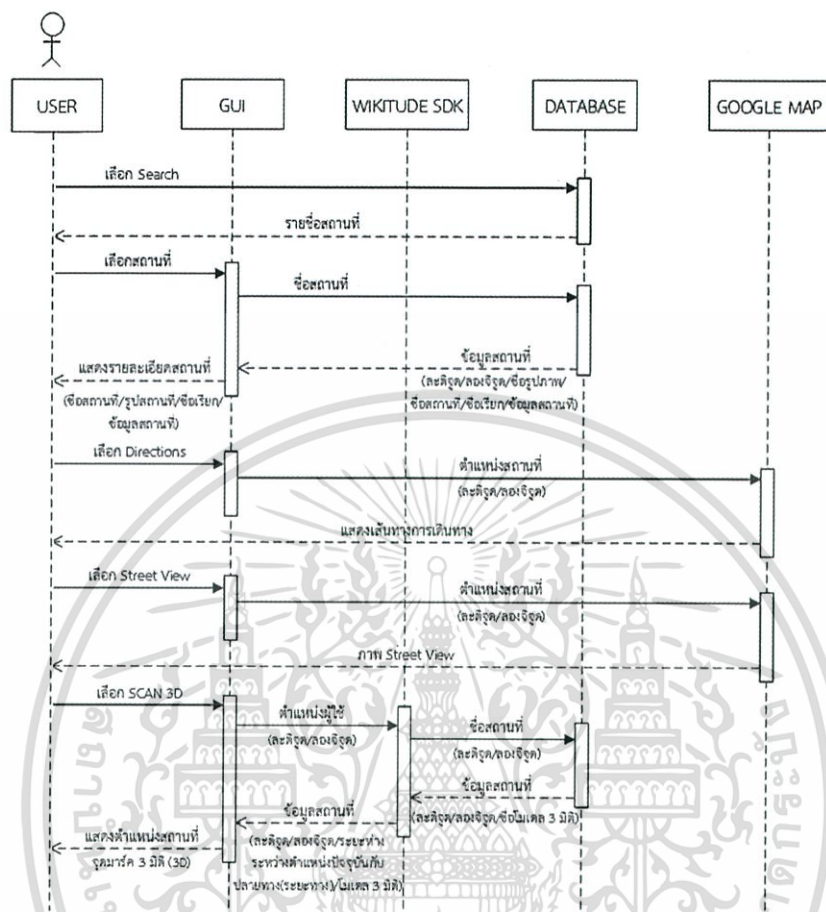 USER
GUI
WIKITUDE SDK
DATABASE
GOOGLE MAP
เลือก Search
รายชื่อสถานที่
เลือกสถานที่
ชื่อสถานที่
ข้อมูลสถานที่
(ละติจูด/ลองจิจูด/ชื่อรูปภาพ/
ชื่อสถานที่/ชื่อเรียก/ข้อมูลสถานที่)
แสดงรายละเอียดสถานที่
(ชื่อสถานที่/รูปสถานที่/ชื่อเรียก/
ข้อมูลสถานที่)
เลือก Directions
ตำแหน่งสถานที่
(ละติจูด/ลองจิจูด)
แสดงเส้นทางการเดินทาง
เลือก Street View
ตำแหน่งสถานที่
(ละติจูด/ลองจิจูด)
ภาพ Street View
เลือก SCAN 3D
ตำแหน่งผู้ใช้
(ละติจูด/ลองจิจูด)
ชื่อสถานที่
(ละติจูด/ลองจิจูด)
ข้อมูลสถานที่
(ละติจูด/ลองจิจูด/ชื่อโมเดล 3 มิติ)
ข้อมูลสถานที่
(ละติจูด/ลองจิจูด/ระยะห่าง
ระหว่างตำแหน่งปัจจุบันกับ
ปลายทาง(ระยะทาง)/โมเดล 3 มิติ)
แสดงตำแหน่งสถานที่
จุดมาร์ค 3 มิติ (3D)